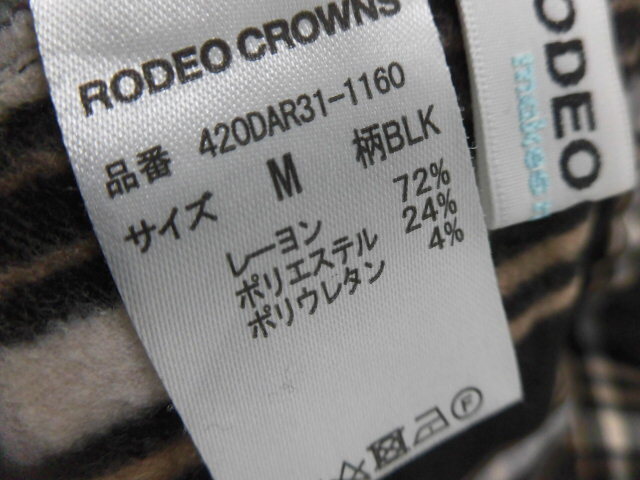 RODEO CROWNS
品番 420DAR31-1160
サイズ M 柄BLK
レーヨン 72%
ポリエステル 24%
ポリウレタン 4%
F
ODEO